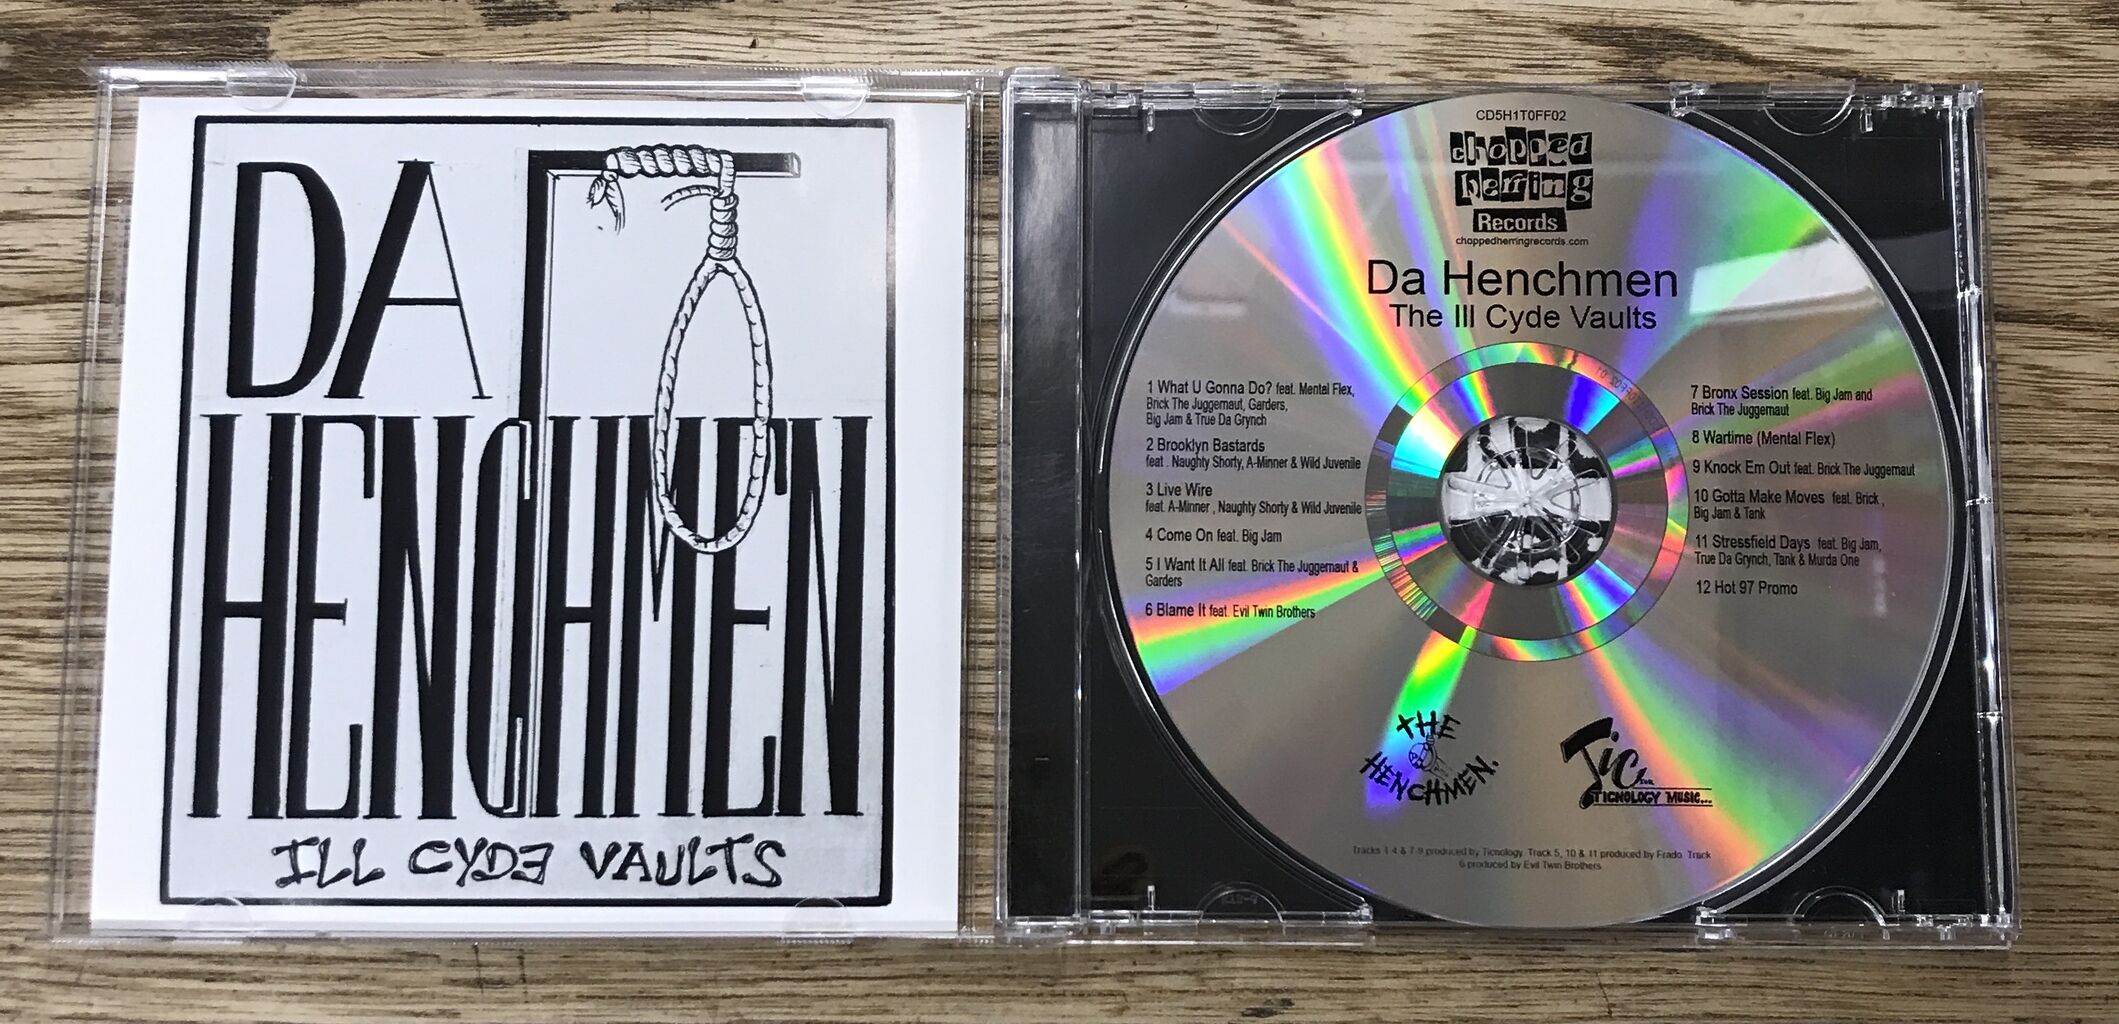 DA
HENCHMEN
ILL CYDE VAULTS
CD5H1T0FF02
chopped
herring
Records
choppedherringrecords.com
Da Henchmen
The Ill Cyde Vaults
1 What U Gonna Do? feat. Mental Flex,
Brick The Juggernaut, Garders,
Big Jam & True Da Grynch
2 Brooklyn Bastards
feat . Naughty Shorty, A-Minner & Wild Juvenile
3 Live Wire
feat. A-Minner , Naughty Shorty & Wild Juvenile
4 Come On feat. Big Jam
5 I Want It All feat. Brick The Juggernaut &
Garders
6 Blame It feat. Evil Twin Brothers
7 Bronx Session feat. Big Jam and
Brick The Juggernaut
8 Wartime (Mental Flex)
9 Knock Em Out feat. Brick The Juggernaut
10 Gotta Make Moves feat. Brick ,
Big Jam & Tank
11 Stressfield Days feat. Big Jam,
True Da Grynch, Tank & Murda One
12 Hot 97 Promo
THE
HENCHMEN.
Tic
TICNOLOGY MUSIC...
Tracks 1-4 & 7-9 produced by Ticnology. Track 5, 10 & 11 produced by Frado. Track
6 produced by Evil Twin Brothers